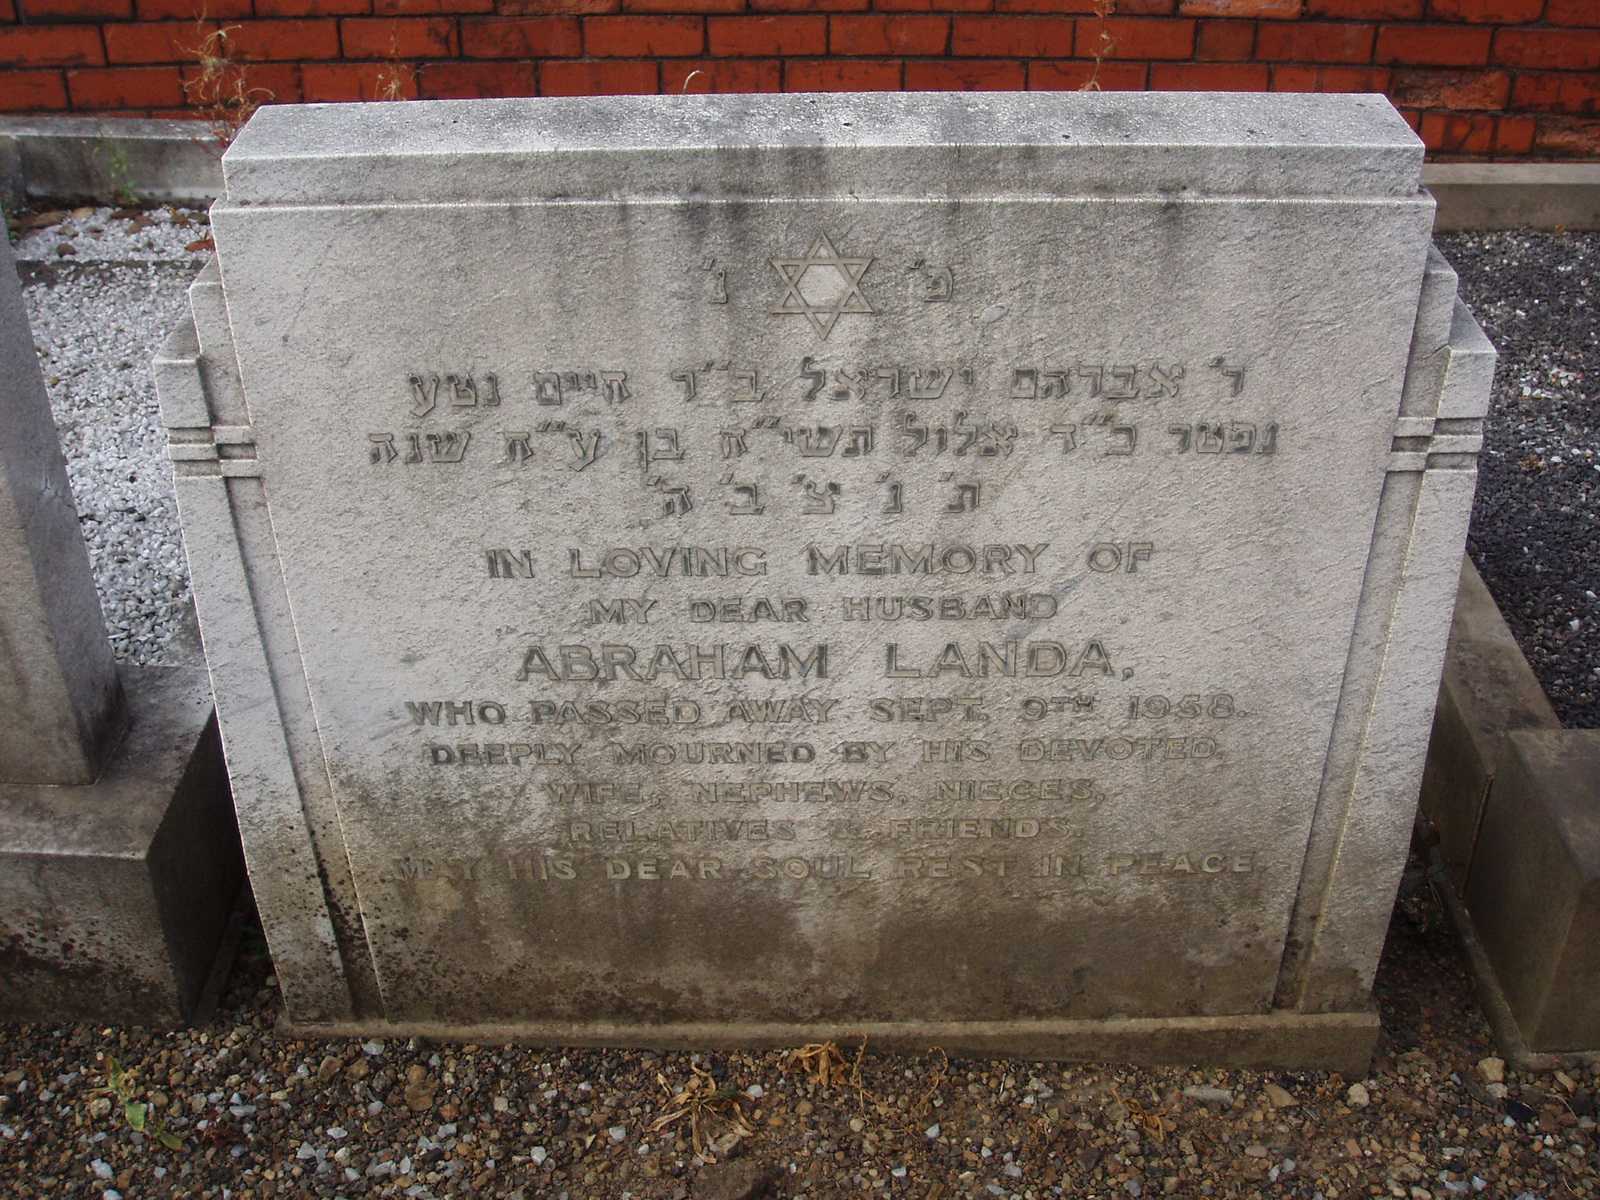 פ׳ נ׳
ר׳ אברהם ישראל ב״ר חיים נטע
נפטר כ״ד אלול תשי״ח בן ע״ח שנה
ת׳ נ׳ צ׳ ב׳ ה׳
IN LOVING MEMORY OF
MY DEAR HUSBAND
ABRAHAM LANDA,
WHO PASSED AWAY SEPT. 9TH 1958.
DEEPLY MOURNED BY HIS DEVOTED,
WIFE, NEPHEWS, NIECES,
RELATIVES & FRIENDS.
MAY HIS DEAR SOUL REST IN PEACE